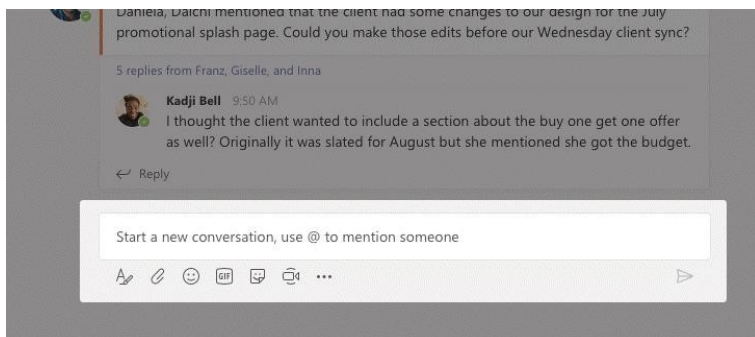 Daniela, Daichi mentioned that the client had some changes to our design for the July
promotional splash page. Could you make those edits before our Wednesday client sync?
5 replies from Franz, Giselle, and Inna
Kadji Bell 9:50 AM
I thought the client wanted to include a section about the buy one get one offer
as well? Originally it was slated for August but she mentioned she got the budget.
Reply
Start a new conversation, use @ to mention someone
GIF